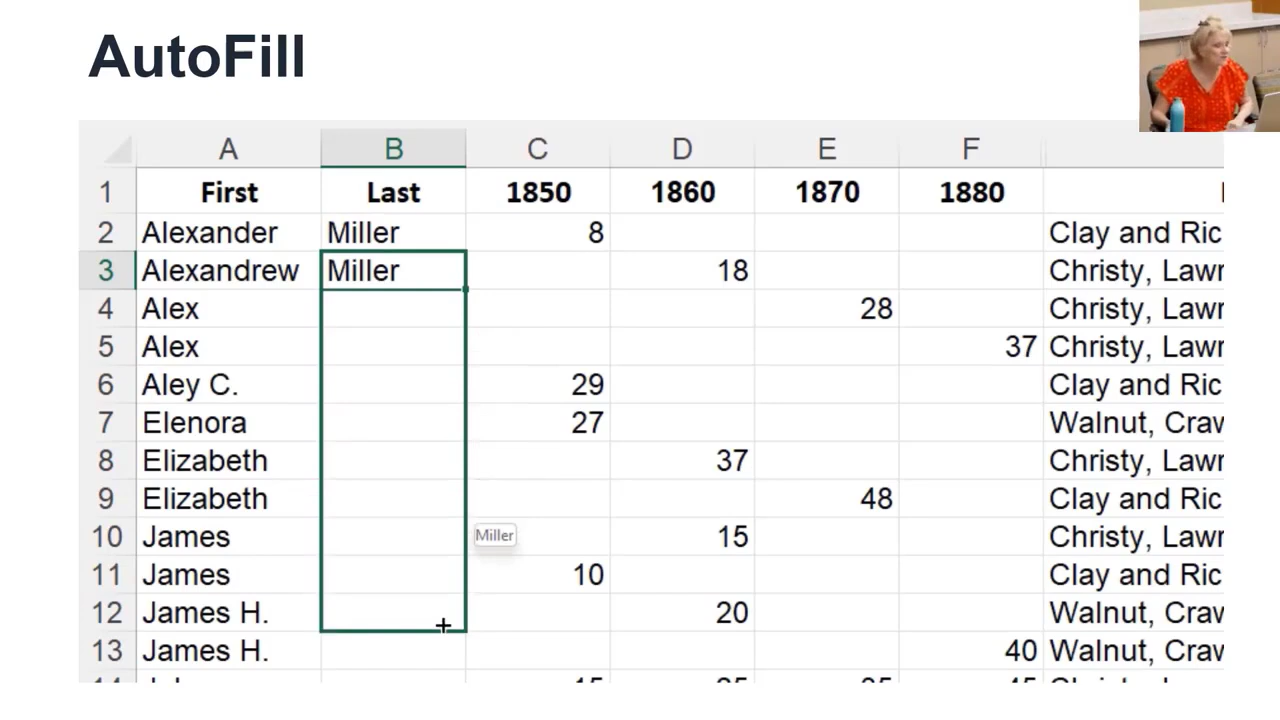 AutoFill
A B C D E F
1 First Last 1850 1860 1870 1880
2 Alexander Miller 8 Clay and Ric
3 Alexandrew Miller 18 Christy, Lawr
4 Alex 28 Christy, Lawr
5 Alex 37 Christy, Lawr
6 Aley C. 29 Clay and Ric
7 Elenora 27 Walnut, Craw
8 Elizabeth 37 Christy, Lawr
9 Elizabeth 48 Clay and Ric
10 James Miller 15 Christy, Lawr
11 James 10 Clay and Ric
12 James H. 20 Walnut, Craw
13 James H. 40 Walnut, Craw